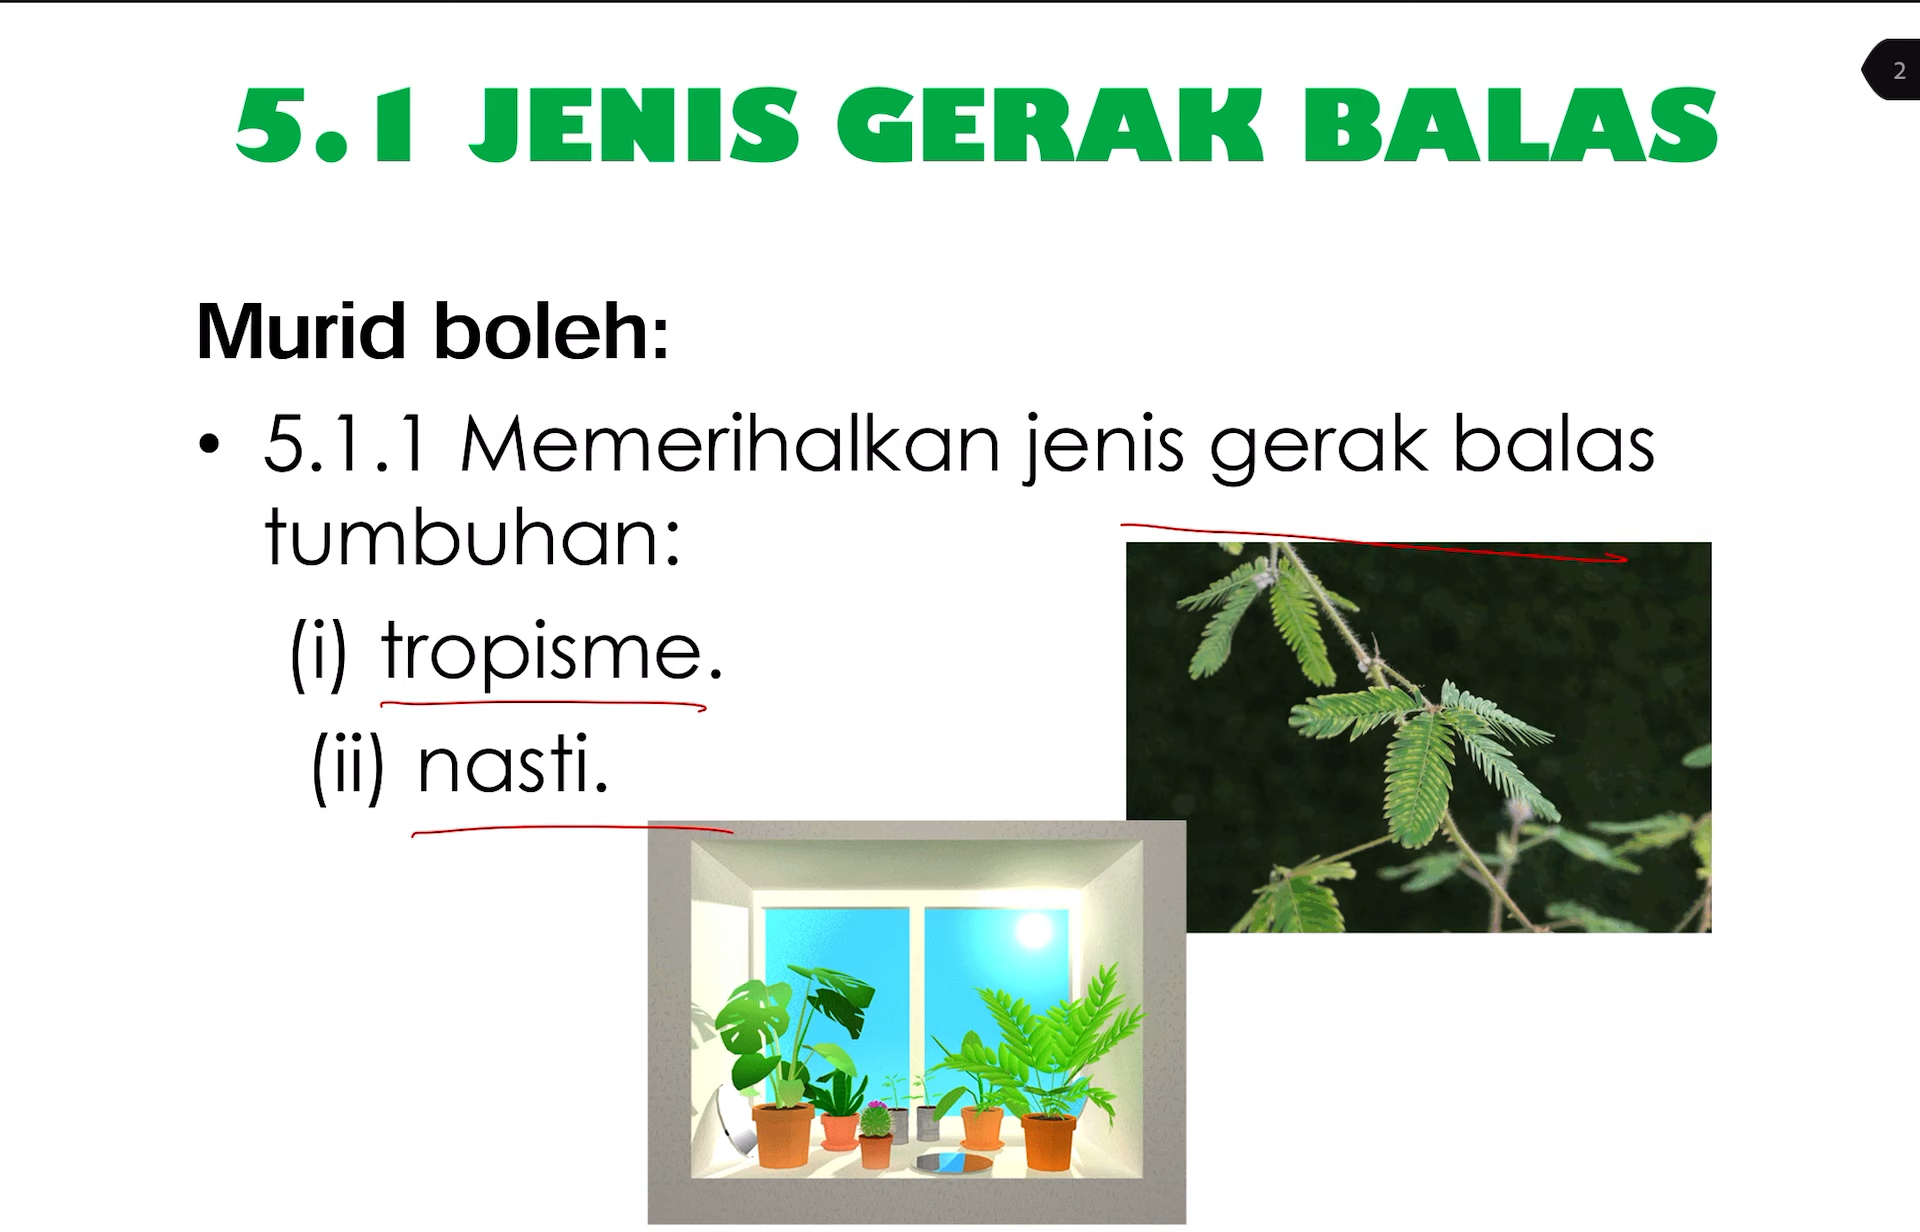 2
5.1 JENIS GERAK BALAS
Murid boleh:
• 5.1.1 Memerihalkan jenis gerak balas
tumbuhan:
(i) tropisme.
(ii) nasti.